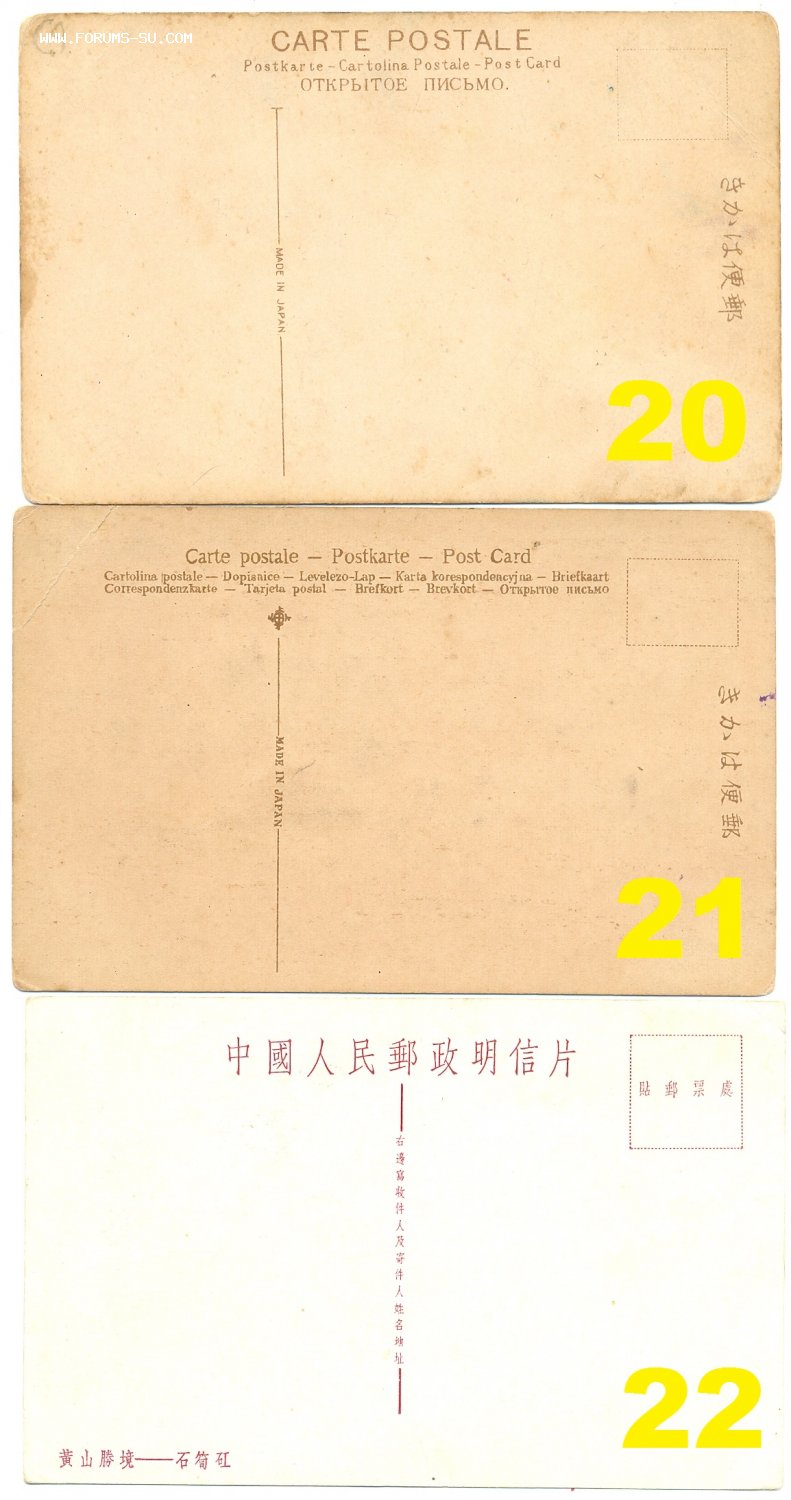 WWW.FORUMS-SU.COM
CARTE POSTALE
Postkarte - Cartolina Postale - Post Card
ОТКРЫТОЕ ПИСЬМО.
MADE IN JAPAN
きかは便郵
20
Carte postale — Postkarte — Post Card
Cartolina postale — Dopisnice — Levelezo-Lap — Karta korespondencyjna — Briefkaart
Correspondenzkarte — Tarjeta postal — Brefkort — Brevkort — Открытое письмо
MADE IN JAPAN
きかは便郵
21
中國人民郵政明信片
貼郵票處
右邊寫收件人及寄件人姓名地址
黃山勝境——石筍矼
22